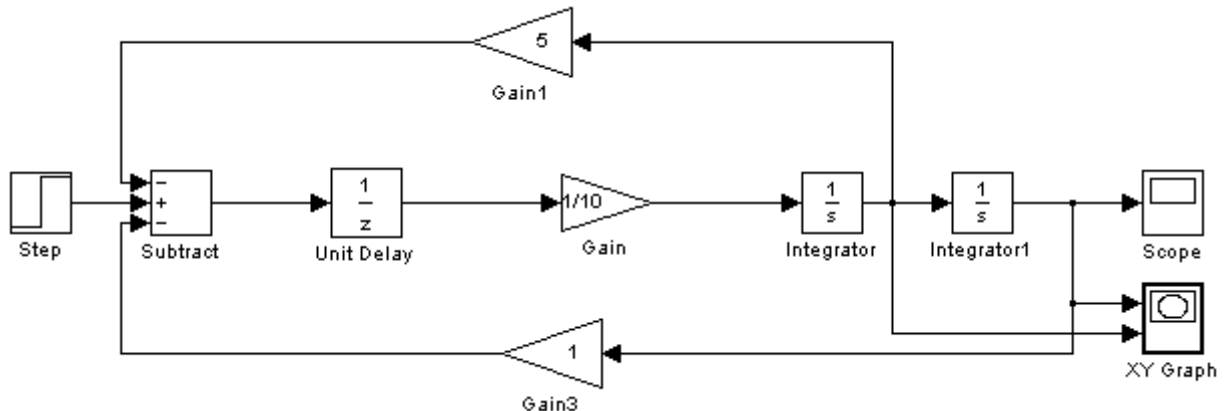 5
Gain1
−
+
−
Step
Subtract
1
z
Unit Delay
1/10
Gain
1
s
Integrator
1
s
Integrator1
Scope
1
Gain3
XY Graph